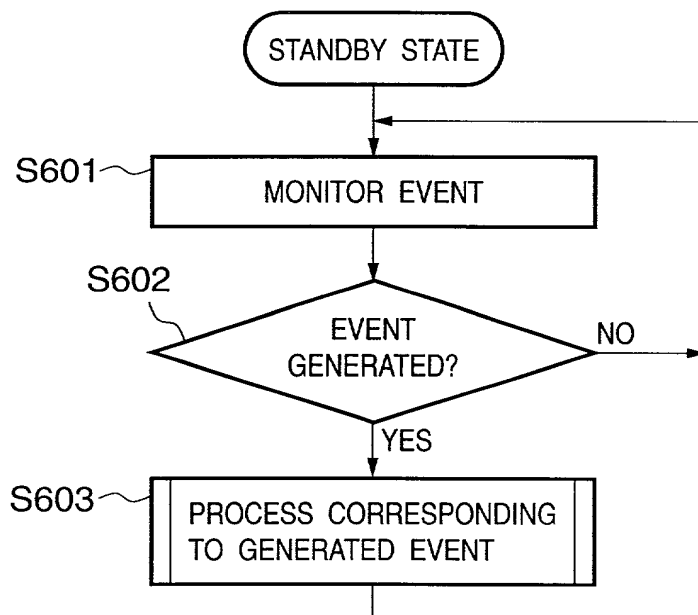 STANDBY STATE
S601
MONITOR EVENT
S602
EVENT
GENERATED?
NO
YES
S603
PROCESS CORRESPONDING
TO GENERATED EVENT